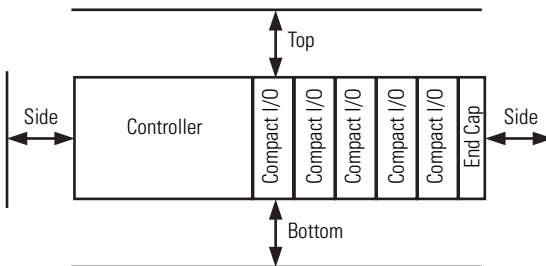 Top
Side
Controller
Compact I/O
Compact I/O
Compact I/O
Compact I/O
Compact I/O
End Cap
Side
Bottom